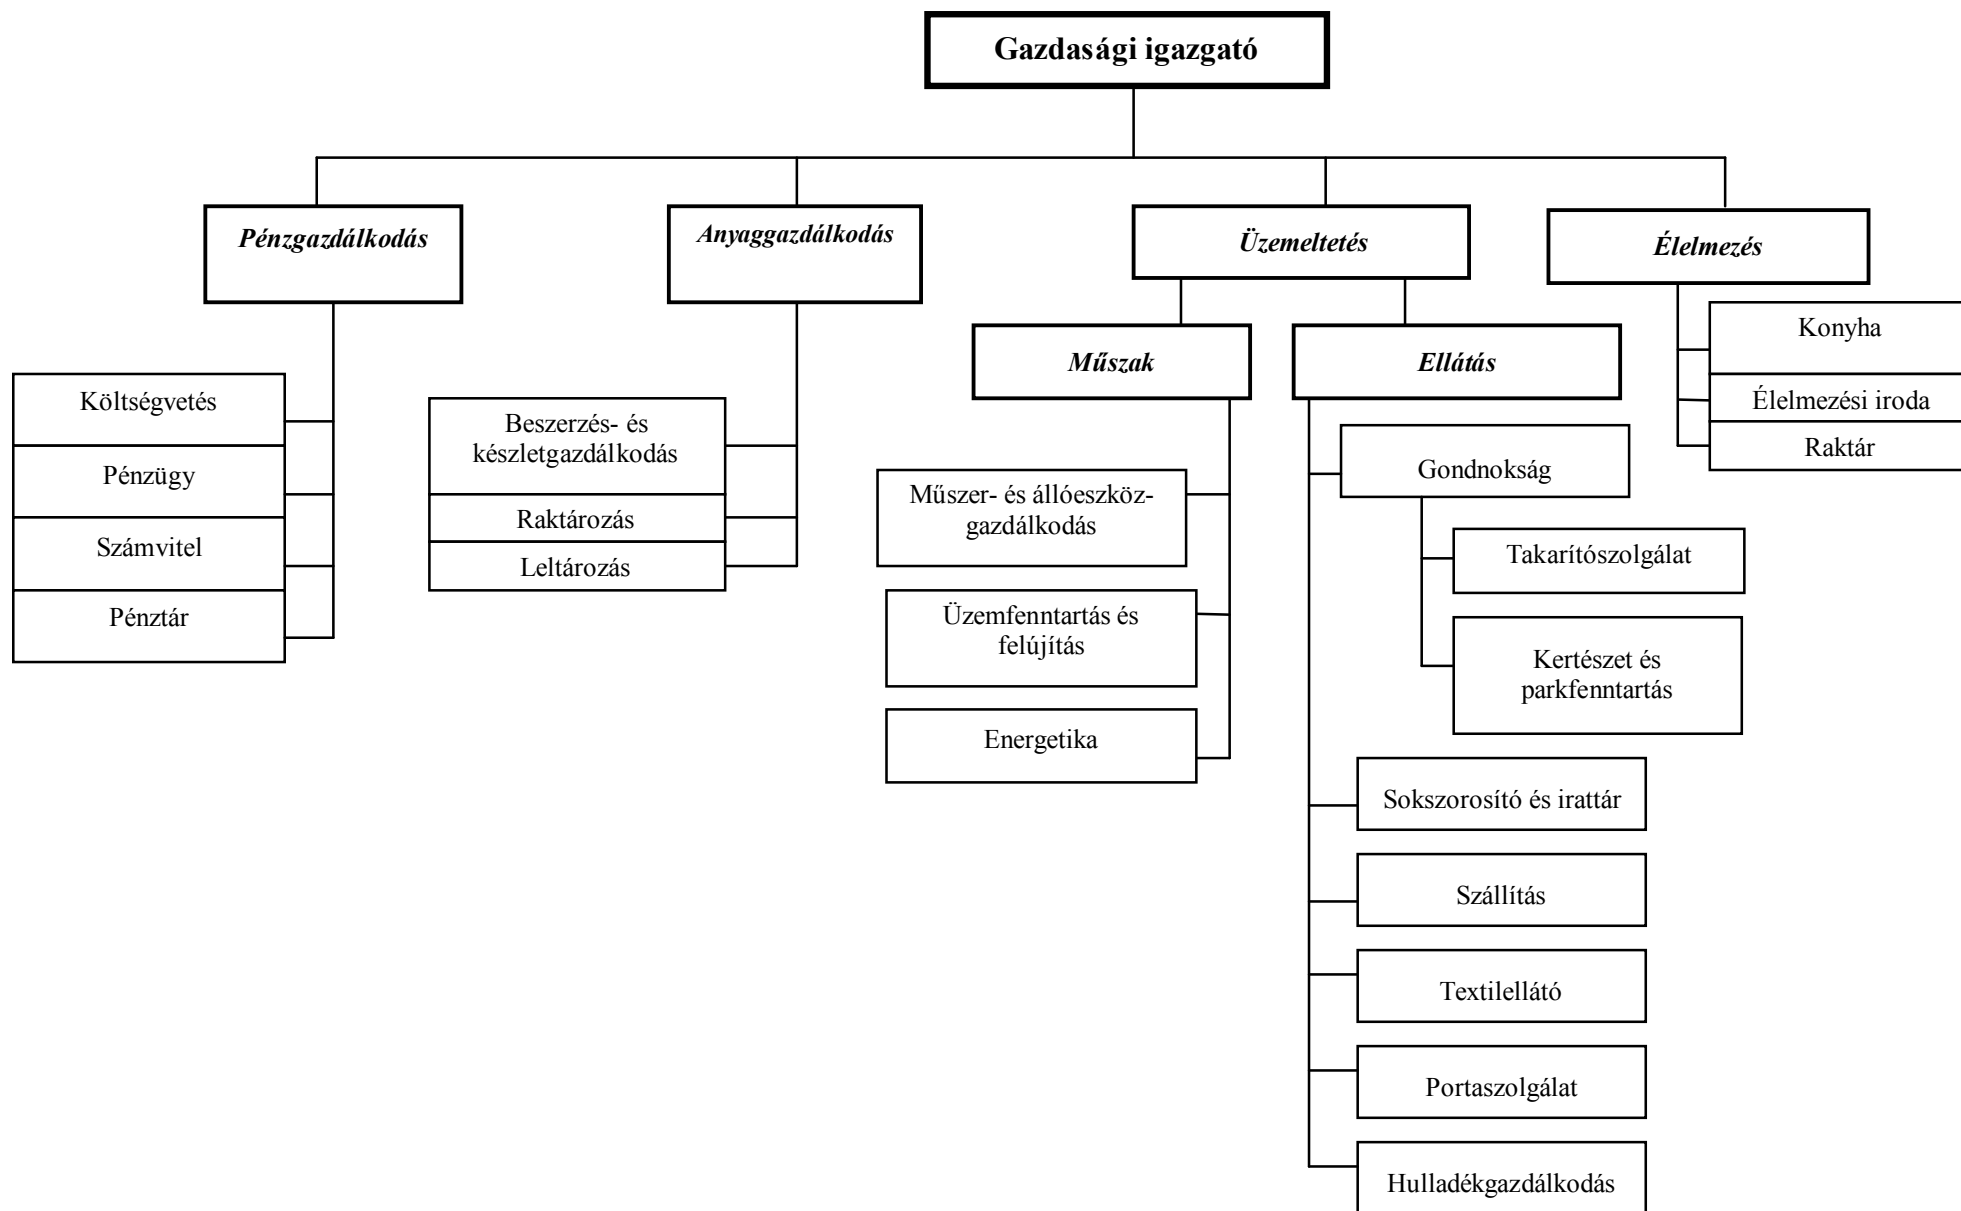 Gazdasági igazgató
Pénzgazdálkodás
Anyaggazdálkodás
Üzemeltetés
Élelmezés
Műszak
Ellátás
Költségvetés
Pénzügy
Számvitel
Pénztár
Beszerzés- és
készletgazdálkodás
Raktározás
Leltározás
Műszer- és állóeszköz-
gazdálkodás
Üzemfenntartás és
felújítás
Energetika
Gondnokság
Takarítószolgálat
Kertészet és
parkfenntartás
Sokszorosító és irattár
Szállítás
Textilellátó
Portaszolgálat
Hulladékgazdálkodás
Konyha
Élelmezési iroda
Raktár